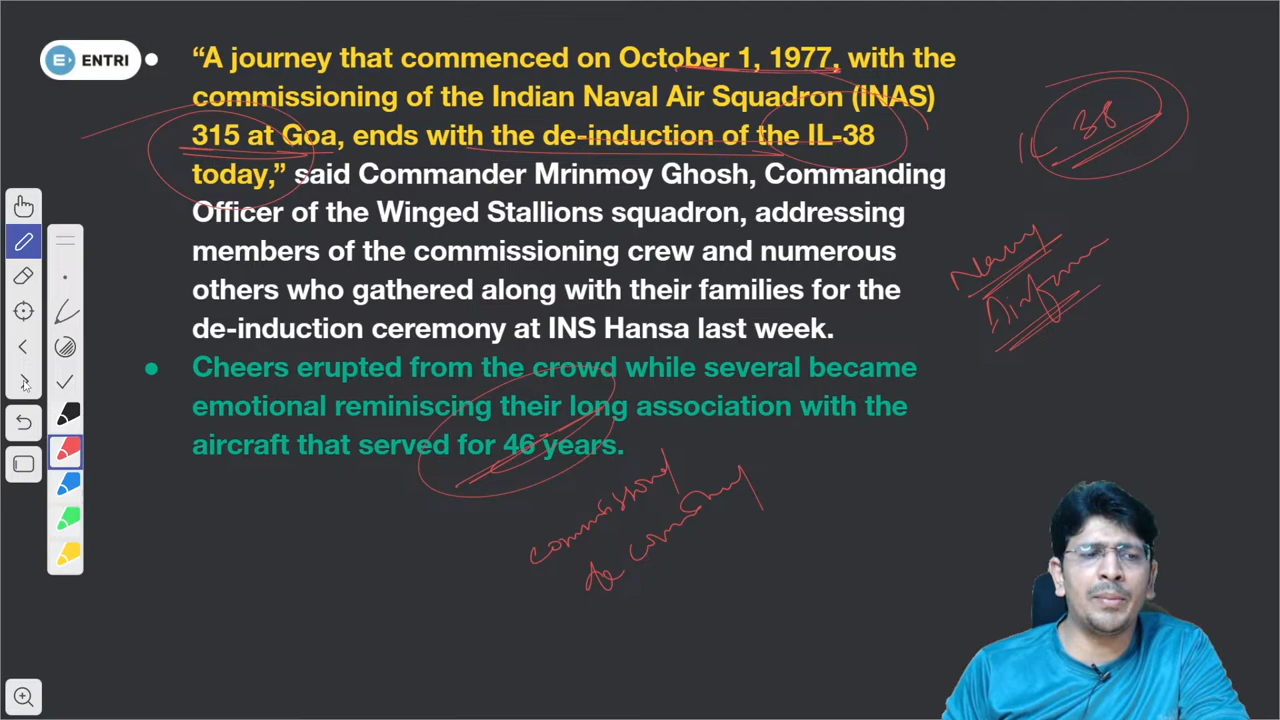 ENTRI
“A journey that commenced on October 1, 1977, with the
commissioning of the Indian Naval Air Squadron (INAS)
315 at Goa, ends with the de-induction of the IL-38
today,” said Commander Mrinmoy Ghosh, Commanding
Officer of the Winged Stallions squadron, addressing
members of the commissioning crew and numerous
others who gathered along with their families for the
de-induction ceremony at INS Hansa last week.
Cheers erupted from the crowd while several became
emotional reminiscing their long association with the
aircraft that served for 46 years.
IL 38
Navy